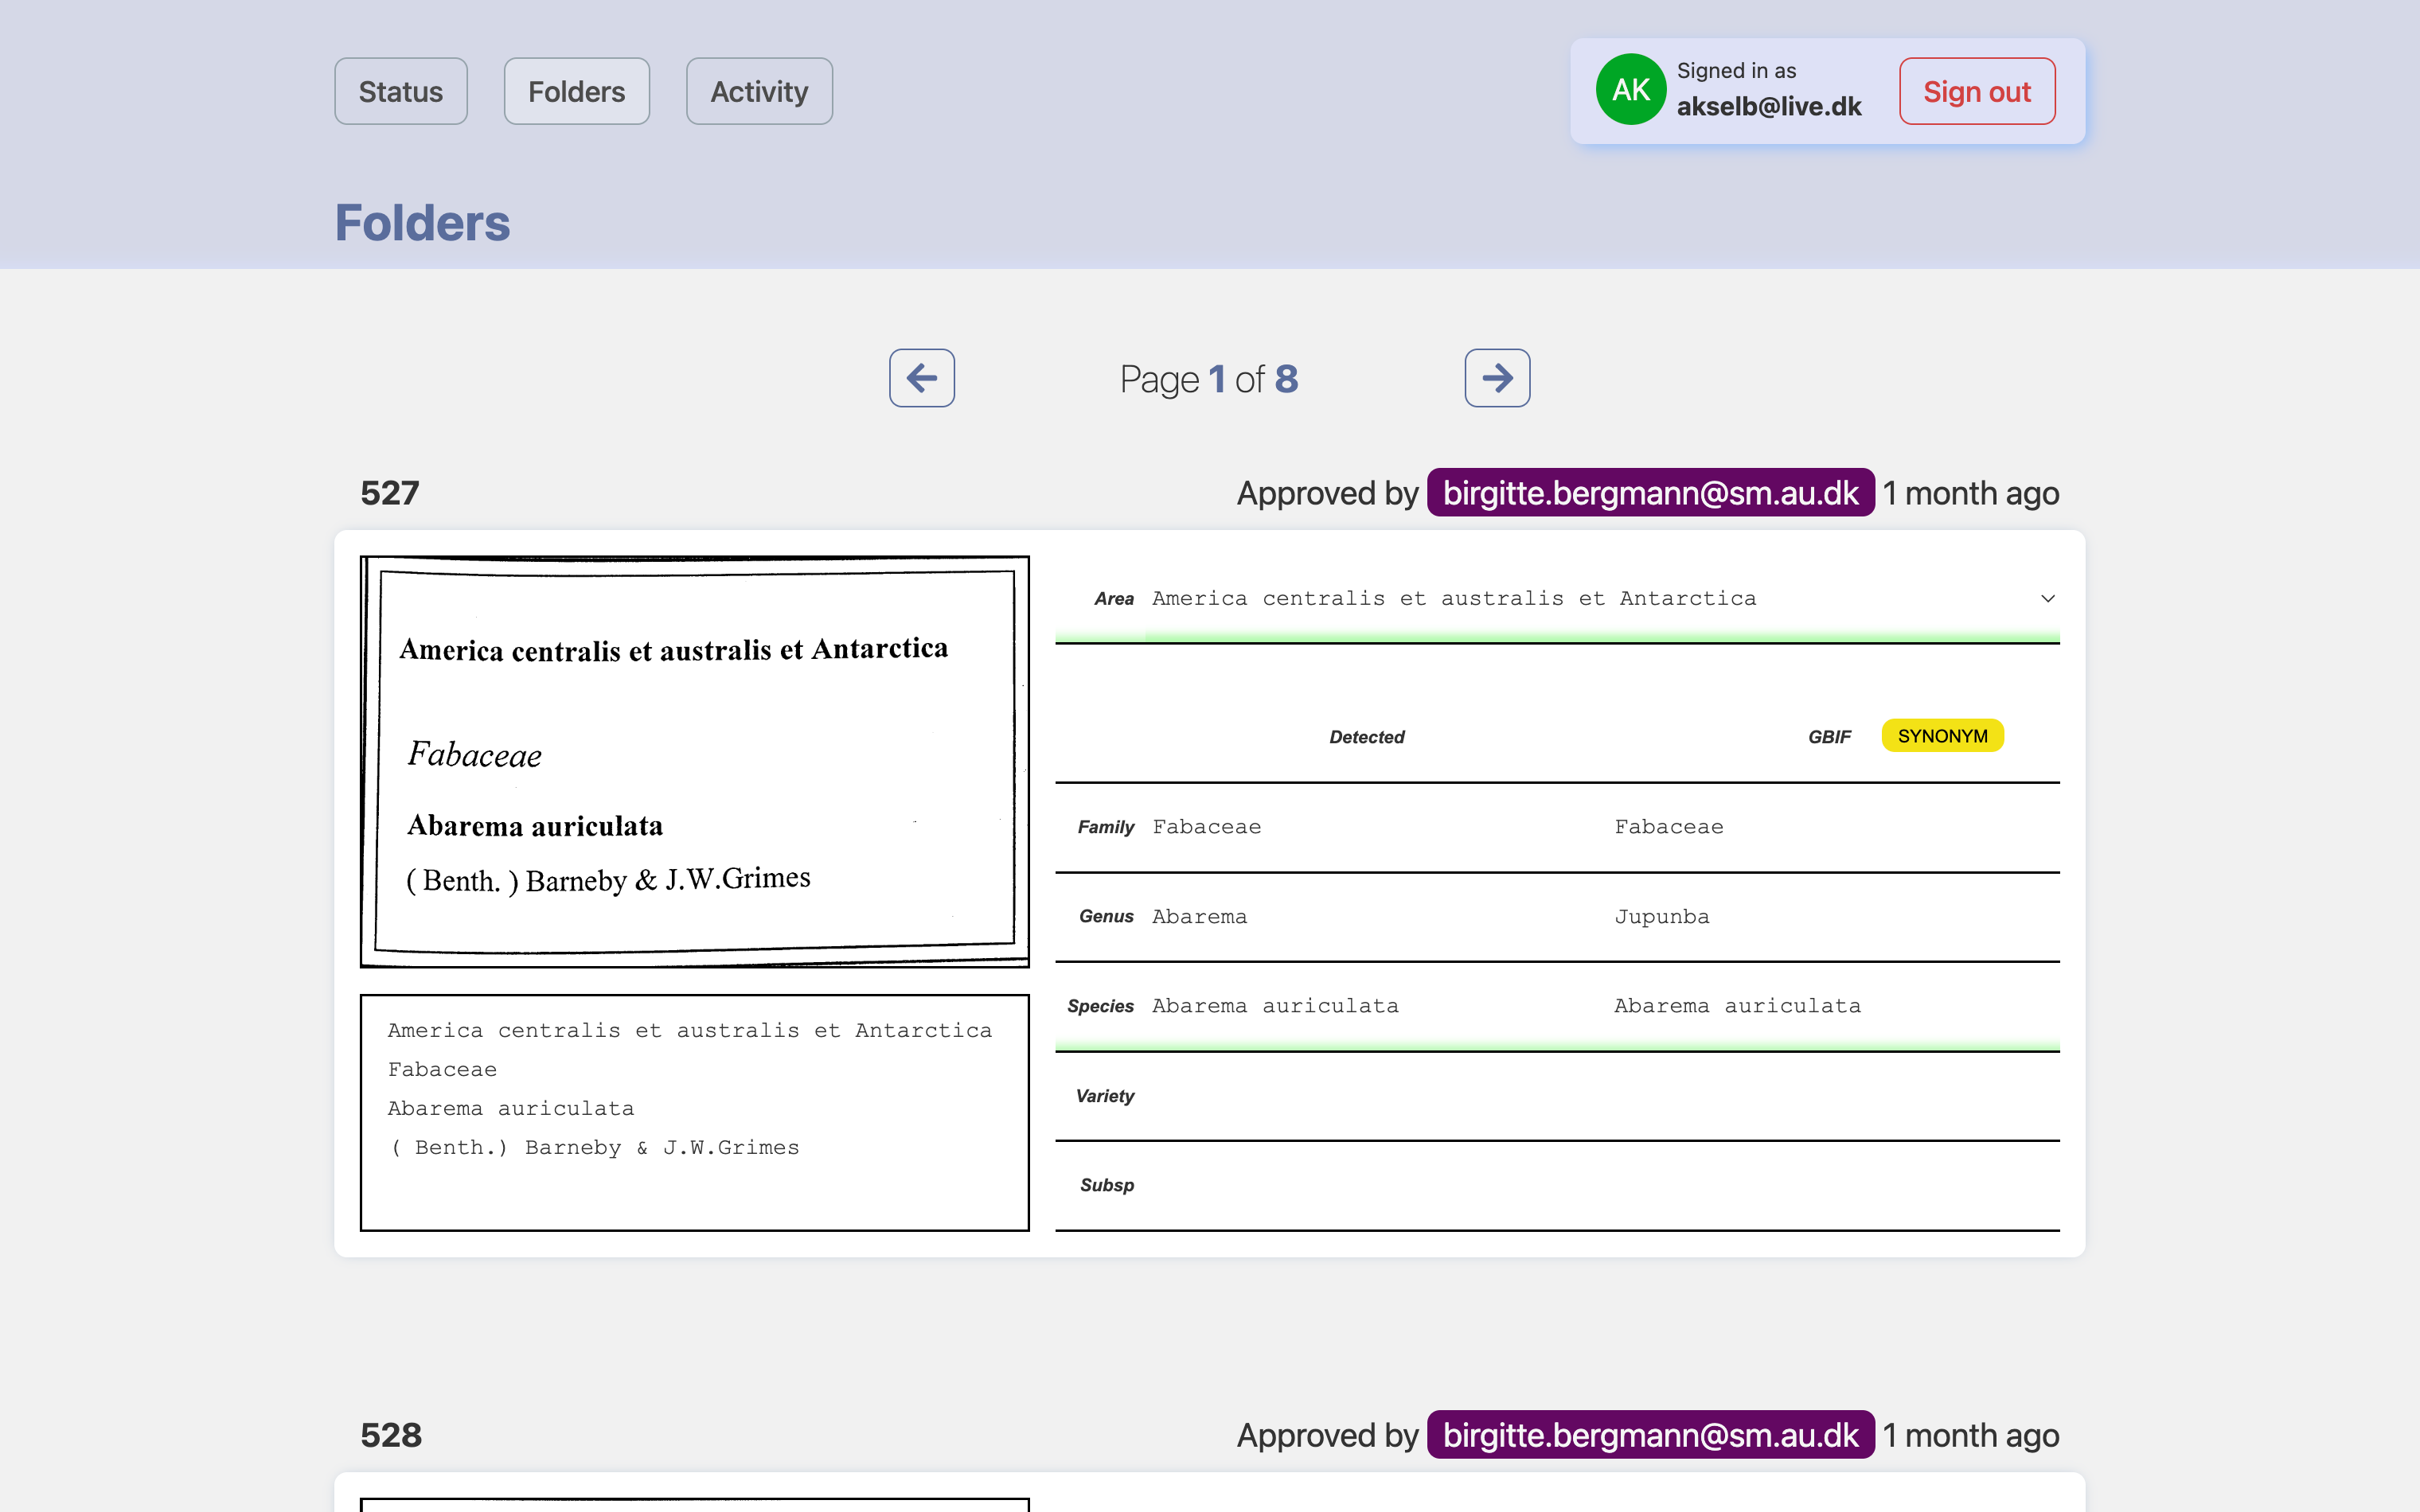 Status
Folders
Activity
AK
Signed in as
akselb@live.dk
Sign out
Folders
Page 1 of 8
527
Approved by birgitte.bergmann@sm.au.dk 1 month ago
America centralis et australis et Antarctica
Fabaceae
Abarema auriculata
( Benth. ) Barneby & J.W.Grimes
America centralis et australis et Antarctica
Fabaceae
Abarema auriculata
( Benth.) Barneby & J.W.Grimes
Area America centralis et australis et Antarctica
Detected GBIF SYNONYM
Family Fabaceae Fabaceae
Genus Abarema Jupunba
Species Abarema auriculata Abarema auriculata
Variety
Subsp
528
Approved by birgitte.bergmann@sm.au.dk 1 month ago